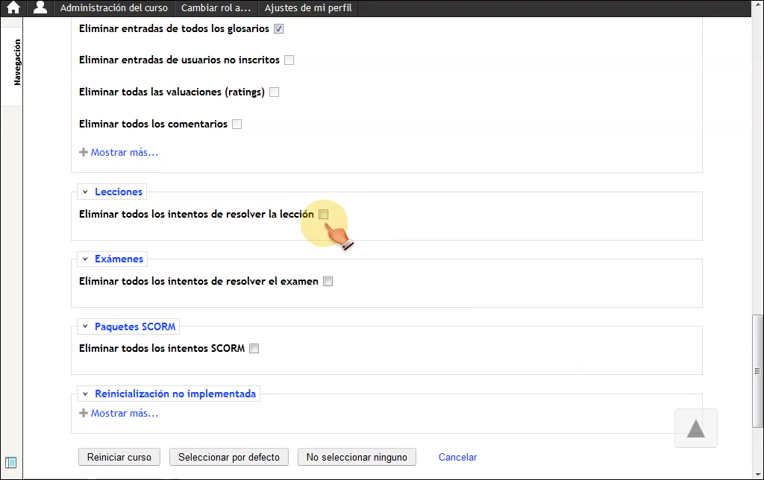 Administración del curso Cambiar rol a... Ajustes de mi perfil
Navegación
Eliminar entradas de todos los glosarios
Eliminar entradas de usuarios no inscritos
Eliminar todas las valuaciones (ratings)
Eliminar todos los comentarios
Mostrar más...
Lecciones
Eliminar todos los intentos de resolver la lección
Exámenes
Eliminar todos los intentos de resolver el examen
Paquetes SCORM
Eliminar todos los intentos SCORM
Reinicialización no implementada
Mostrar más...
Reiniciar curso Seleccionar por defecto No seleccionar ninguno Cancelar